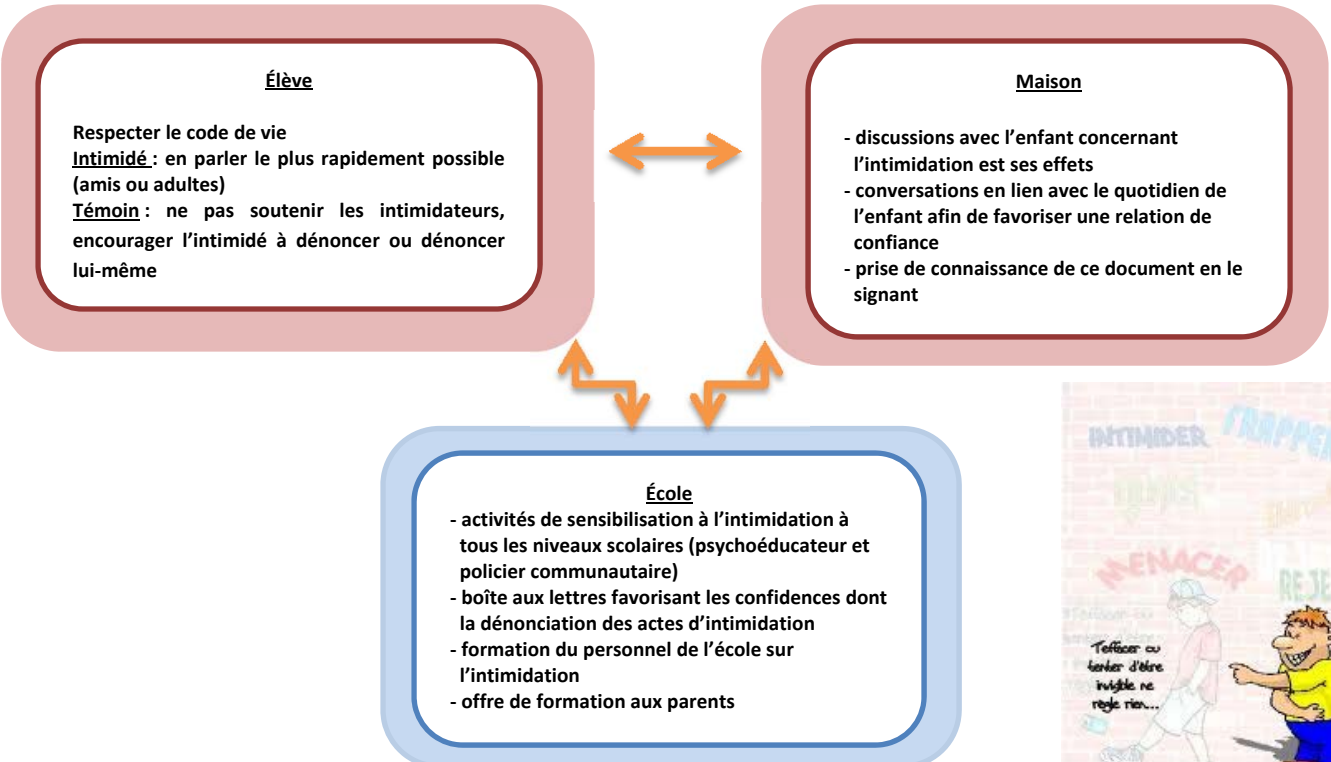 Élève
Respecter le code de vie
Intimidé : en parler le plus rapidement possible
(amis ou adultes)
Témoin : ne pas soutenir les intimidateurs,
encourager l'intimidé à dénoncer ou dénoncer
lui-même
Maison
- discussions avec l'enfant concernant
l'intimidation est ses effets
- conversations en lien avec le quotidien de
l'enfant afin de favoriser une relation de
confiance
- prise de connaissance de ce document en le
signant
École
- activités de sensibilisation à l'intimidation à
tous les niveaux scolaires (psychoéducateur et
policier communautaire)
- boîte aux lettres favorisant les confidences dont
la dénonciation des actes d'intimidation
- formation du personnel de l'école sur
l'intimidation
- offre de formation aux parents
INTIMIDER
FRAPPE
MENACER
REJE
T'effacer ou
tenter d'être
invisible ne
règle rien...